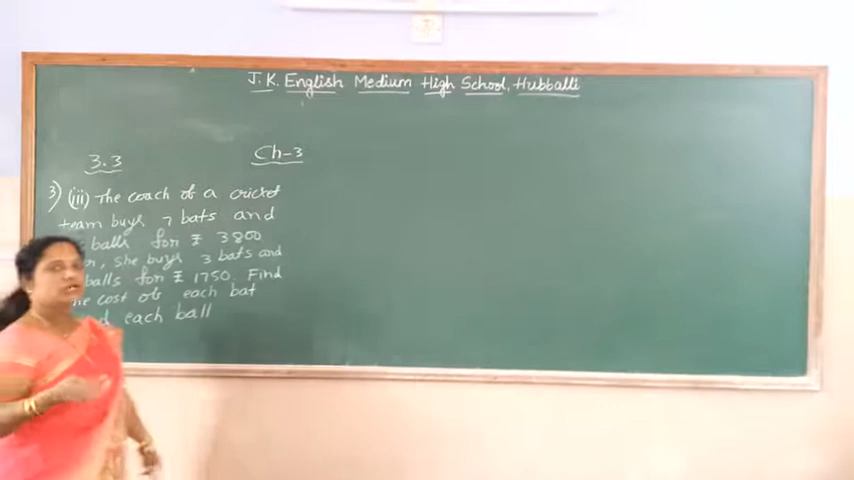 J.K. English Medium High School, Hubballi
3.3
Ch-3
3) (iii) The coach of a cricket
team buys 7 bats and
balls for ₹ 3800
she buys 3 bats and
balls for ₹ 1750. Find
cost of each bat
each ball